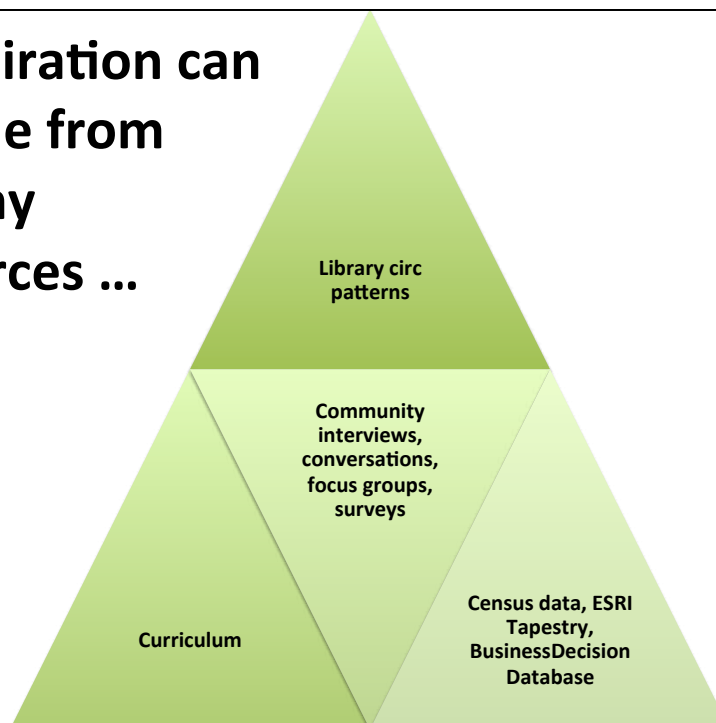 iration can
e from
ny
rces ...
Library circ
patterns
Community
interviews,
conversations,
focus groups,
surveys
Curriculum
Census data, ESRI
Tapestry,
BusinessDecision
Database